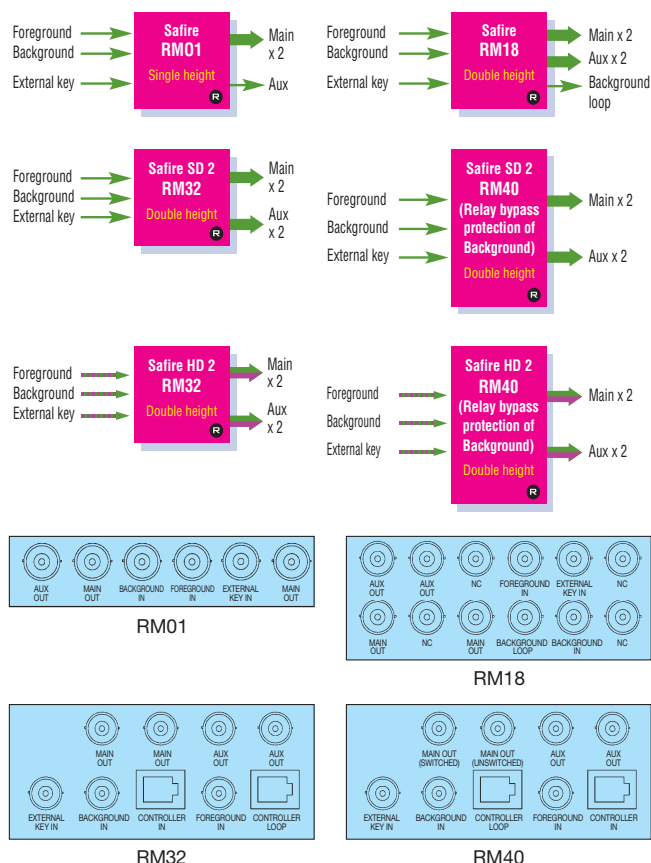 Foreground
Background
External key
Safire
RM01
Single height
R
Main
x 2
Aux
Foreground
Background
External key
Safire
RM18
Double height
R
Main x 2
Aux x 2
Background
loop
Foreground
Background
External key
Safire SD 2
RM32
Double height
R
Main
x 2
Aux
x 2
Foreground
Background
External key
Safire SD 2
RM40
(Relay bypass
protection of
Background)
Double height
R
Main x 2
Aux x 2
Foreground
Background
External key
Safire HD 2
RM32
Double height
R
Main
x 2
Aux
x 2
Foreground
Background
External key
Safire HD 2
RM40
(Relay bypass
protection of
Background)
Double height
R
Main x 2
Aux x 2
AUX
OUT
MAIN
OUT
BACKGROUND
IN
FOREGROUND
IN
EXTERNAL
KEY IN
MAIN
OUT
RM01
AUX
OUT
AUX
OUT
NC
FOREGROUND
IN
EXTERNAL
KEY IN
NC
MAIN
OUT
NC
MAIN
OUT
BACKGROUND
LOOP
BACKGROUND
IN
NC
RM18
MAIN
OUT
MAIN
OUT
AUX
OUT
AUX
OUT
EXTERNAL
KEY IN
BACKGROUND
IN
CONTROLLER
IN
FOREGROUND
IN
CONTROLLER
LOOP
RM32
MAIN OUT
(SWITCHED)
MAIN OUT
(UNSWITCHED)
AUX
OUT
AUX
OUT
EXTERNAL
KEY IN
BACKGROUND
IN
CONTROLLER
LOOP
FOREGROUND
IN
CONTROLLER
IN
RM40